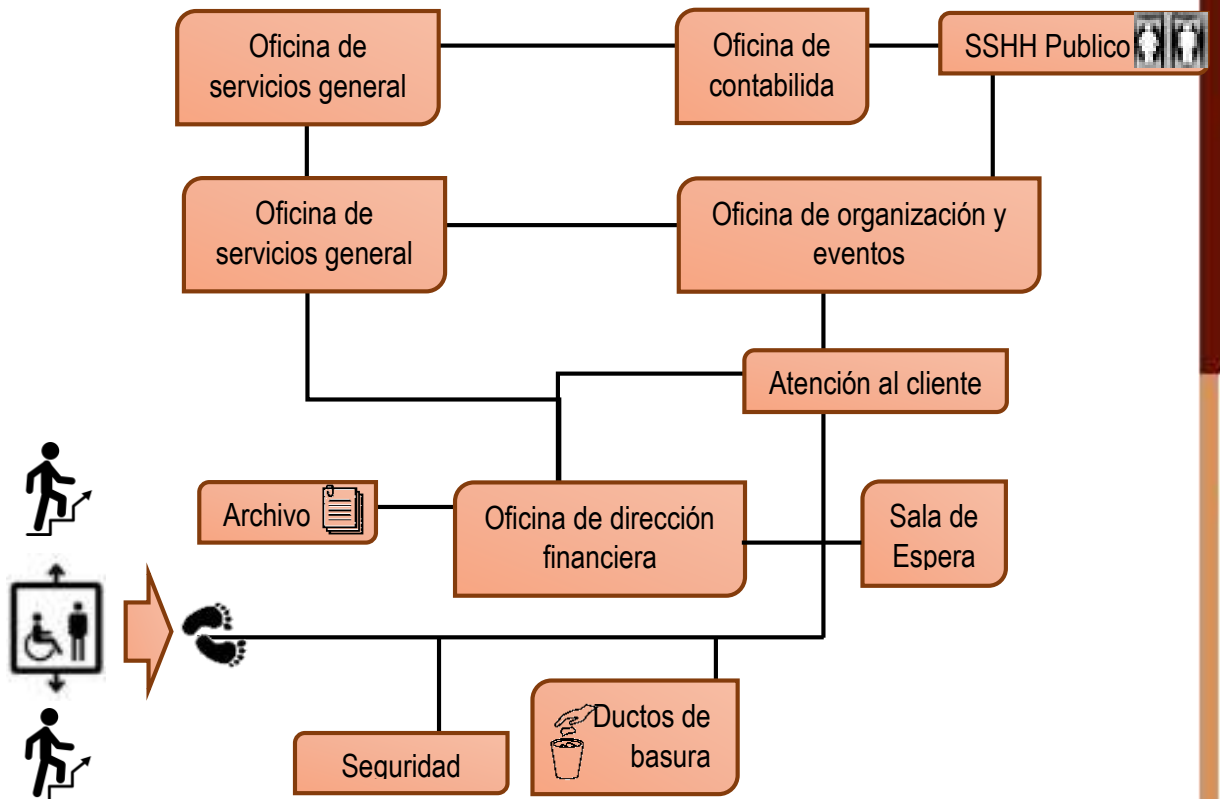 Oficina de
servicios general
Oficina de
contabilida
SSHH Publico
Oficina de
servicios general
Oficina de organización y
eventos
Atención al cliente
Archivo
Oficina de dirección
financiera
Sala de
Espera
Seguridad
Ductos de
basura